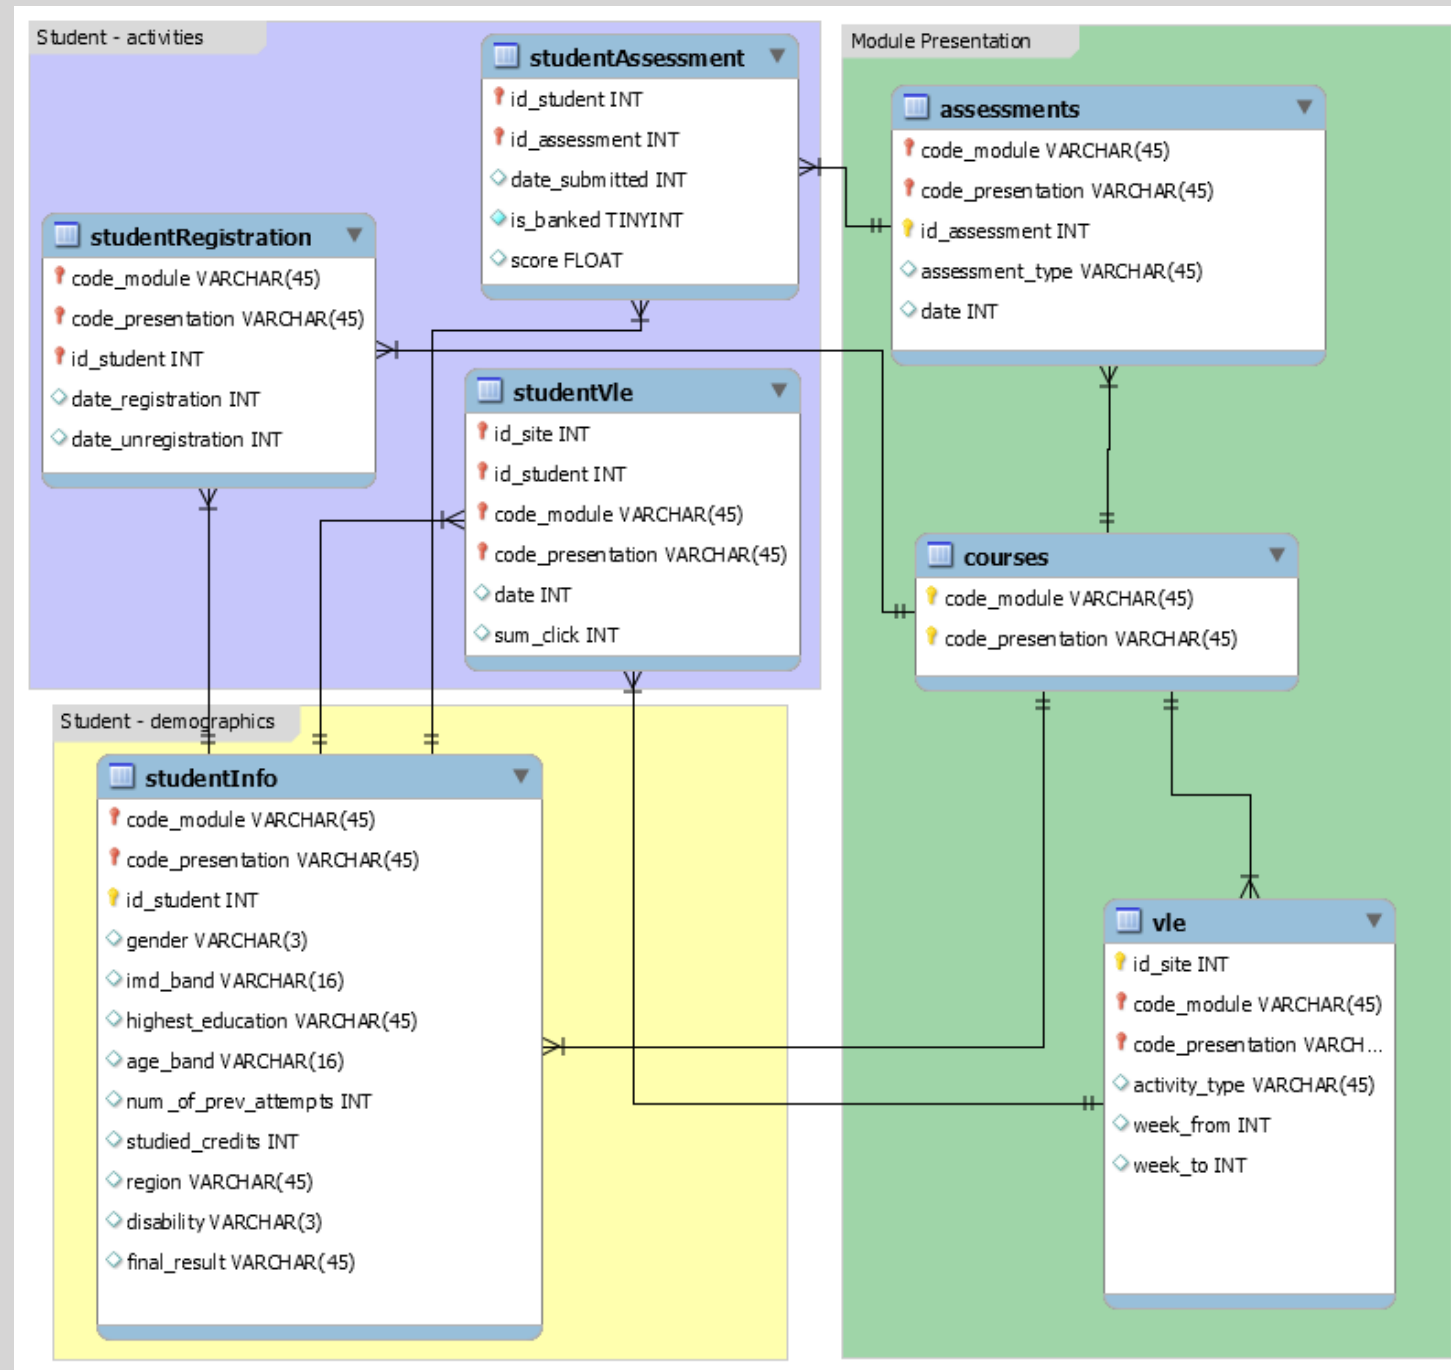 Student - activities
studentAssessment
id_student INT
id_assessment INT
date_submitted INT
is_banked TINYINT
score FLOAT
studentRegistration
code_module VARCHAR(45)
code_presentation VARCHAR(45)
id_student INT
date_registration INT
date_unregistration INT
studentVle
id_site INT
id_student INT
code_module VARCHAR(45)
code_presentation VARCHAR(45)
date INT
sum_click INT
Student - demographics
studentInfo
code_module VARCHAR(45)
code_presentation VARCHAR(45)
id_student INT
gender VARCHAR(3)
imd_band VARCHAR(16)
highest_education VARCHAR(45)
age_band VARCHAR(16)
num_of_prev_attempts INT
studied_credits INT
region VARCHAR(45)
disability VARCHAR(3)
final_result VARCHAR(45)
Module Presentation
assessments
code_module VARCHAR(45)
code_presentation VARCHAR(45)
id_assessment INT
assessment_type VARCHAR(45)
date INT
courses
code_module VARCHAR(45)
code_presentation VARCHAR(45)
vle
id_site INT
code_module VARCHAR(45)
code_presentation VARCH...
activity_type VARCHAR(45)
week_from INT
week_to INT